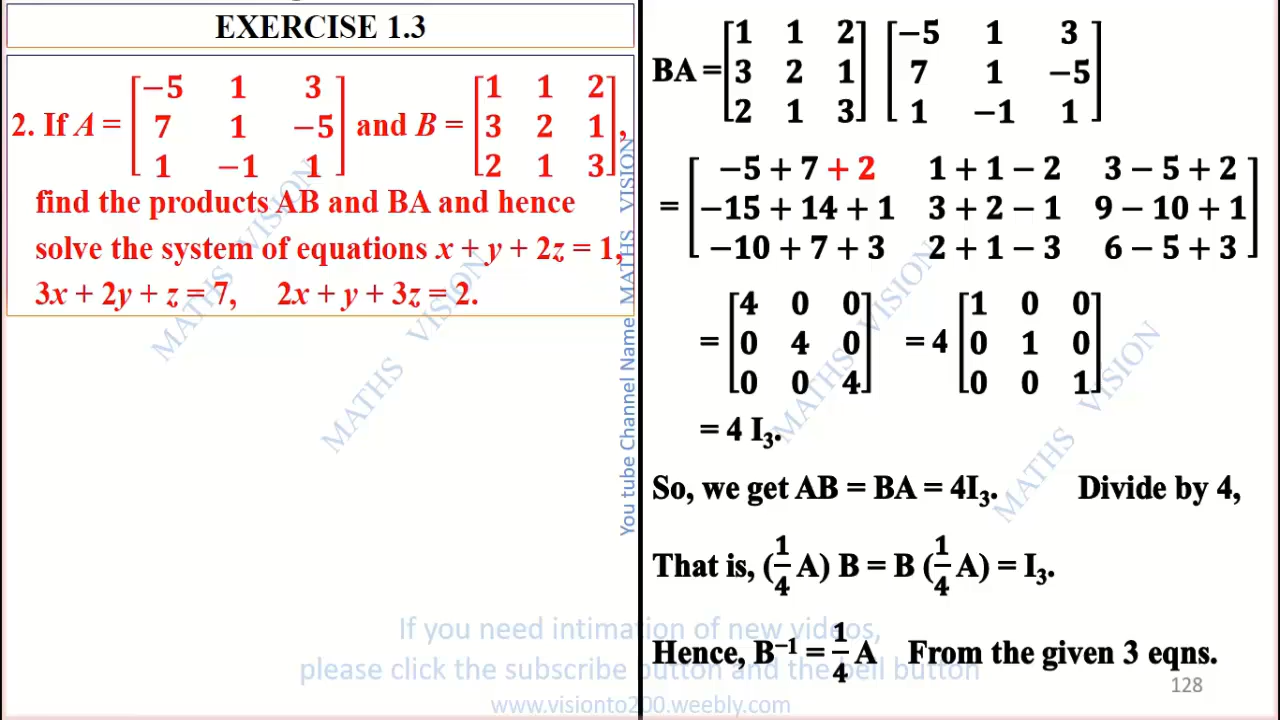 EXERCISE 1.3
2. If A = [−5 1 3; 7 1 −5; 1 −1 1] and B = [1 1 2; 3 2 1; 2 1 3],
find the products AB and BA and hence
solve the system of equations x + y + 2z = 1,
3x + 2y + z = 7, 2x + y + 3z = 2.
MATHS VISION
MATHS VISION
You tube Channel Name MATHS VISION
BA = [1 1 2; 3 2 1; 2 1 3] [−5 1 3; 7 1 −5; 1 −1 1]
= [−5 + 7 + 2 1 + 1 − 2 3 − 5 + 2; −15 + 14 + 1 3 + 2 − 1 9 − 10 + 1; −10 + 7 + 3 2 + 1 − 3 6 − 5 + 3]
= [4 0 0; 0 4 0; 0 0 4] = 4 [1 0 0; 0 1 0; 0 0 1]
= 4 I₃.
MATHS VISION
MATHS VISION
So, we get AB = BA = 4I₃. Divide by 4,
That is, (1/4 A) B = B (1/4 A) = I₃.
Hence, B⁻¹ = 1/4 A From the given 3 eqns.
If you need intimation of new videos,
please click the subscribe button and the bell button
www.visionto200.weebly.com
128